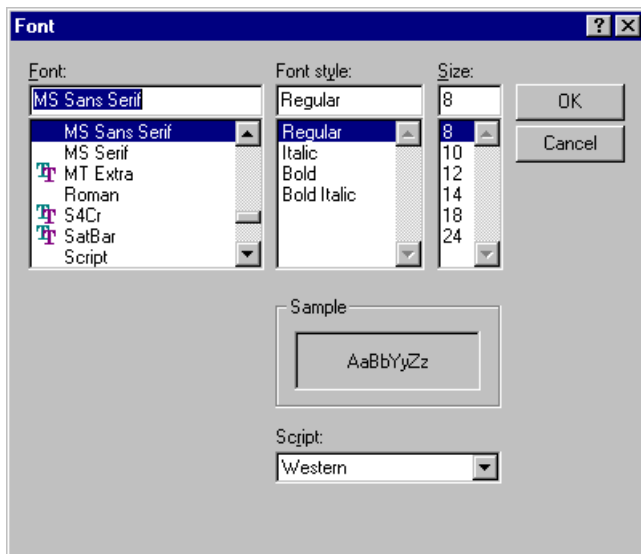 Font
Font:
MS Sans Serif
MS Sans Serif
MS Serif
MT Extra
Roman
S4Cr
SatBar
Script
Font style:
Regular
Regular
Italic
Bold
Bold Italic
Size:
8
8
10
12
14
18
24
OK
Cancel
Sample
AaBbYyZz
Script:
Western